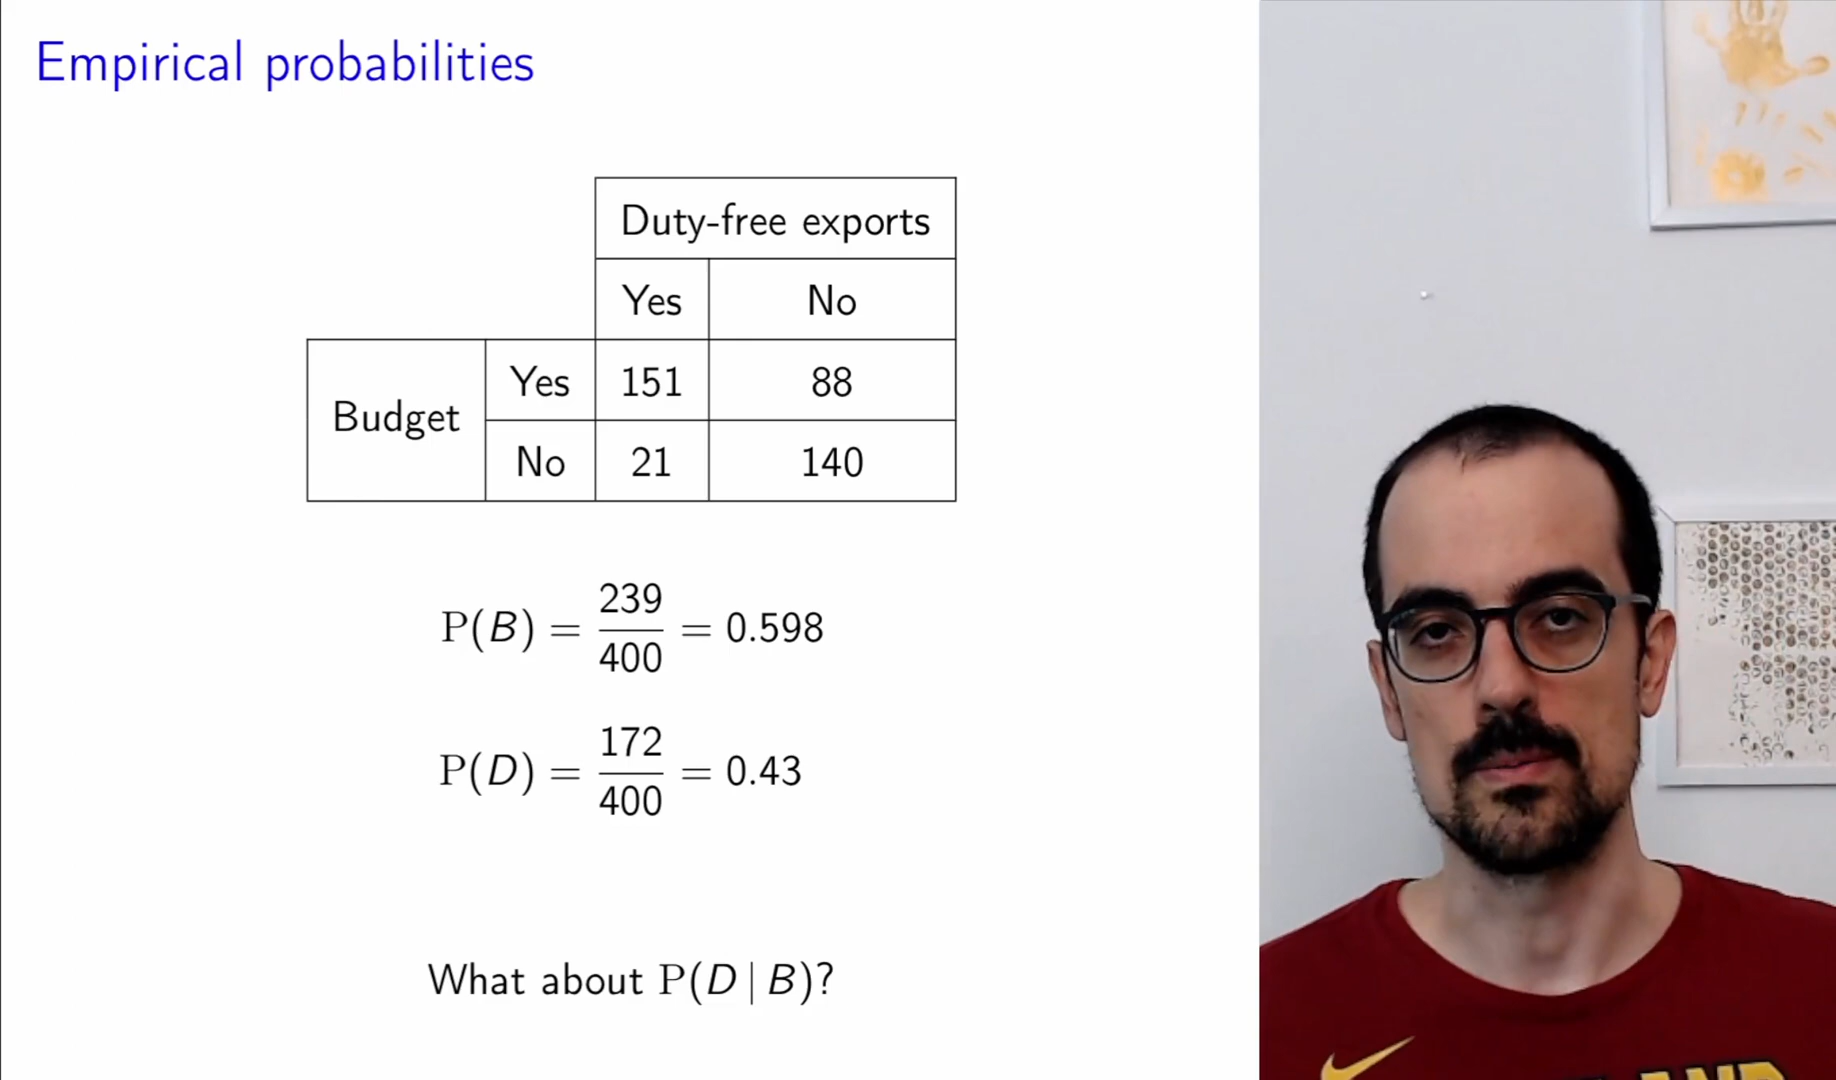 Empirical probabilities
Duty-free exports
Yes No
Budget Yes 151 88
No 21 140
P(B) = 239/400 = 0.598
P(D) = 172/400 = 0.43
What about P(D | B)?